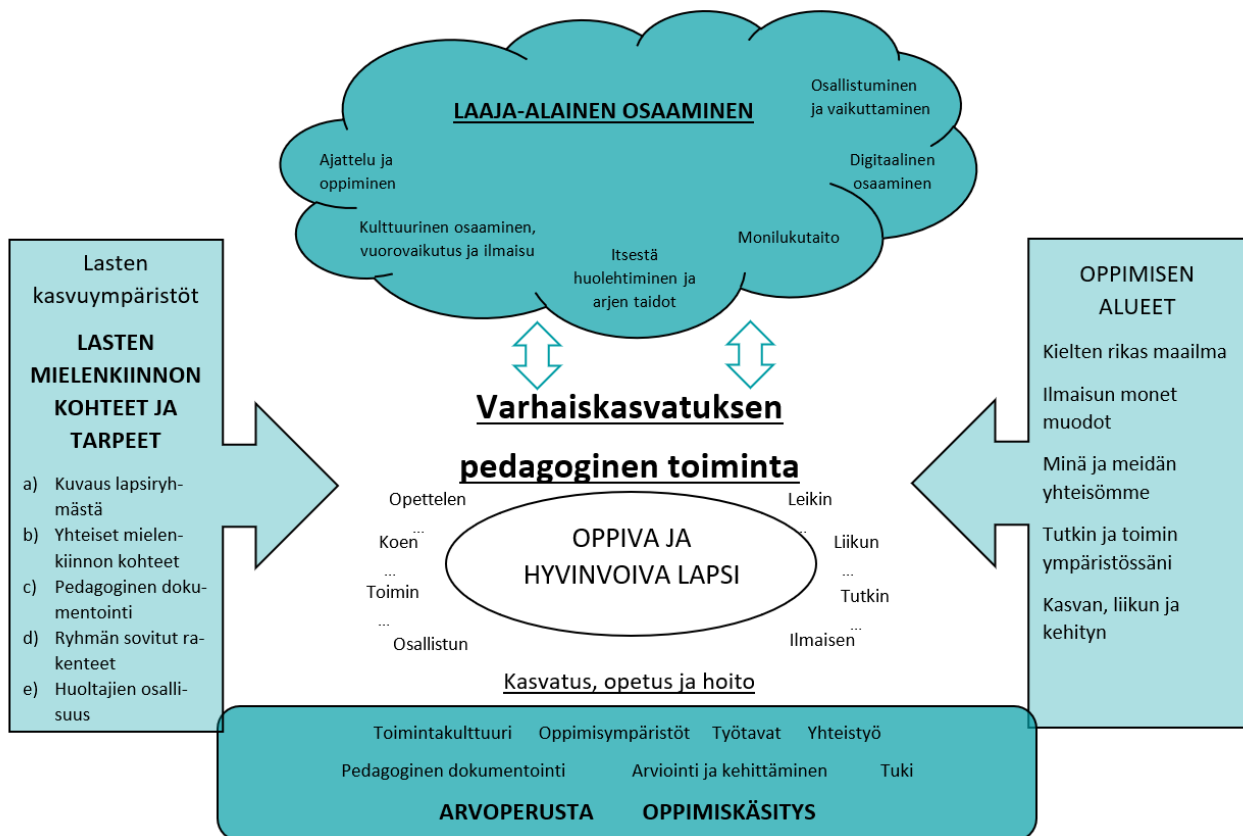 LAAJA-ALAINEN OSAAMINEN
Osallistuminen
ja vaikuttaminen
Ajattelu ja
oppiminen
Digitaalinen
osaaminen
Kulttuurinen osaaminen,
vuorovaikutus ja ilmaisu
Itsestä
huolehtiminen ja
arjen taidot
Monilukutaito
Lasten
kasvuympäristöt
LASTEN
MIELENKIINNON
KOHTEET JA
TARPEET
a) Kuvaus lapsiryh-
mästä
b) Yhteiset mielen-
kiinnon kohteet
c) Pedagoginen doku-
mentointi
d) Ryhmän sovitut ra-
kenteet
e) Huoltajien osalli-
suus
Varhaiskasvatuksen
pedagoginen toiminta
Opettelen
...
Koen
...
Toimin
...
Osallistun
OPPIVA JA
HYVINVOIVA LAPSI
Leikin
...
Liikun
...
Tutkin
...
Ilmaisen
Kasvatus, opetus ja hoito
OPPIMISEN
ALUEET
Kielten rikas maailma
Ilmaisun monet
muodot
Minä ja meidän
yhteisömme
Tutkin ja toimin
ympäristössäni
Kasvan, liikun ja
kehityn
Toimintakulttuuri Oppimisympäristöt Työtavat Yhteistyö
Pedagoginen dokumentointi Arviointi ja kehittäminen Tuki
ARVOPERUSTA OPPIMISKÄSITYS